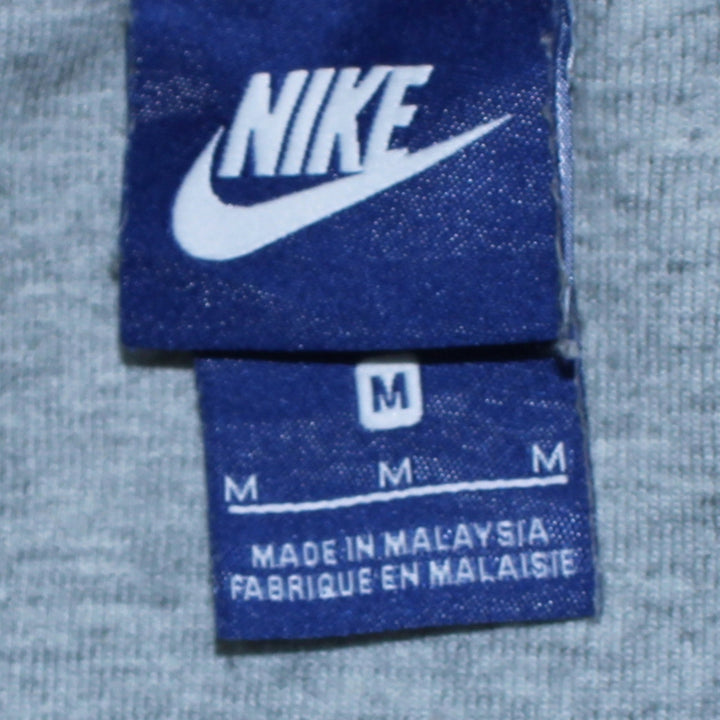 NIKE
M
M M M
MADE IN MALAYSIA
FABRIQUE EN MALAISIE